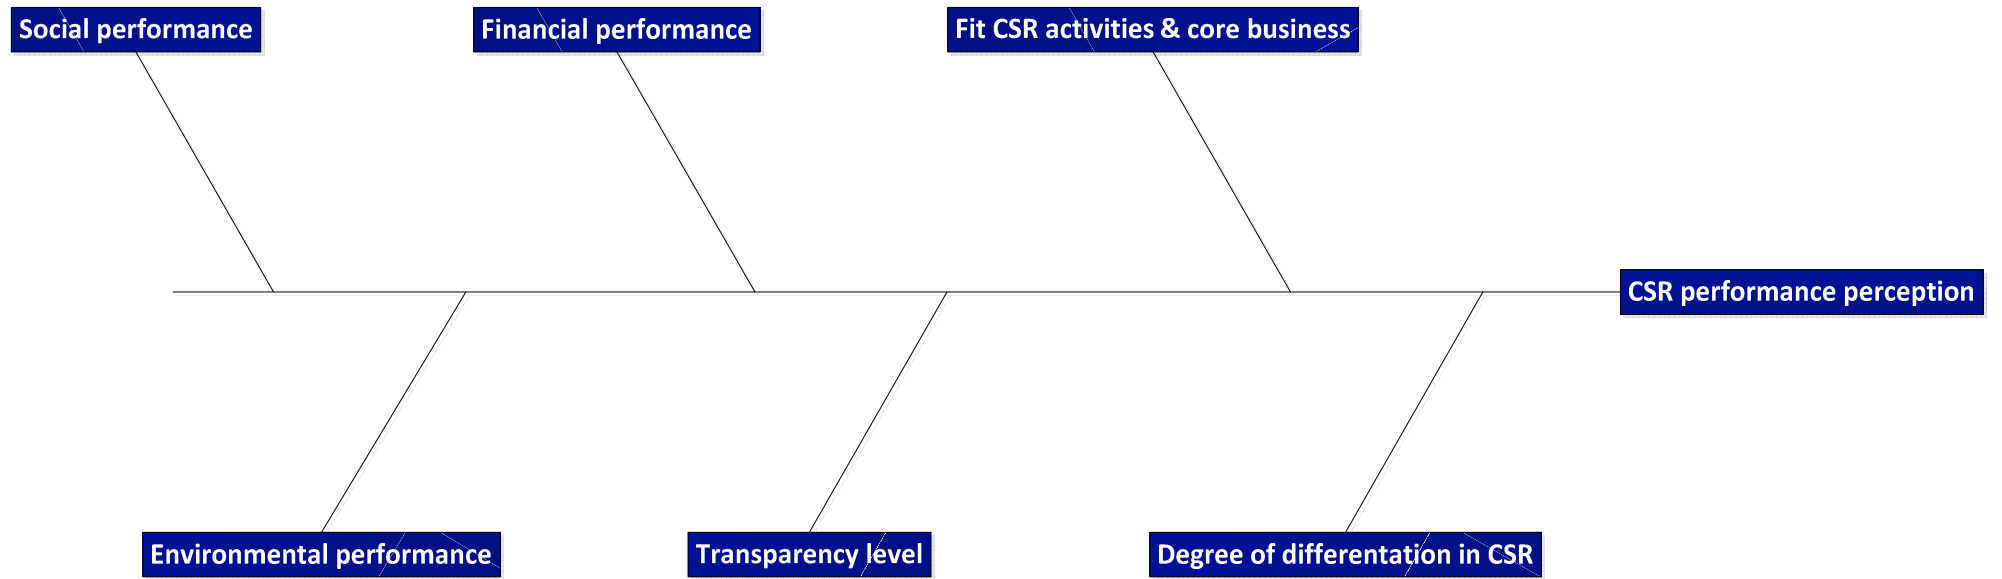 Social performance
Financial performance
Fit CSR activities & core business
CSR performance perception
Environmental performance
Transparency level
Degree of differentation in CSR